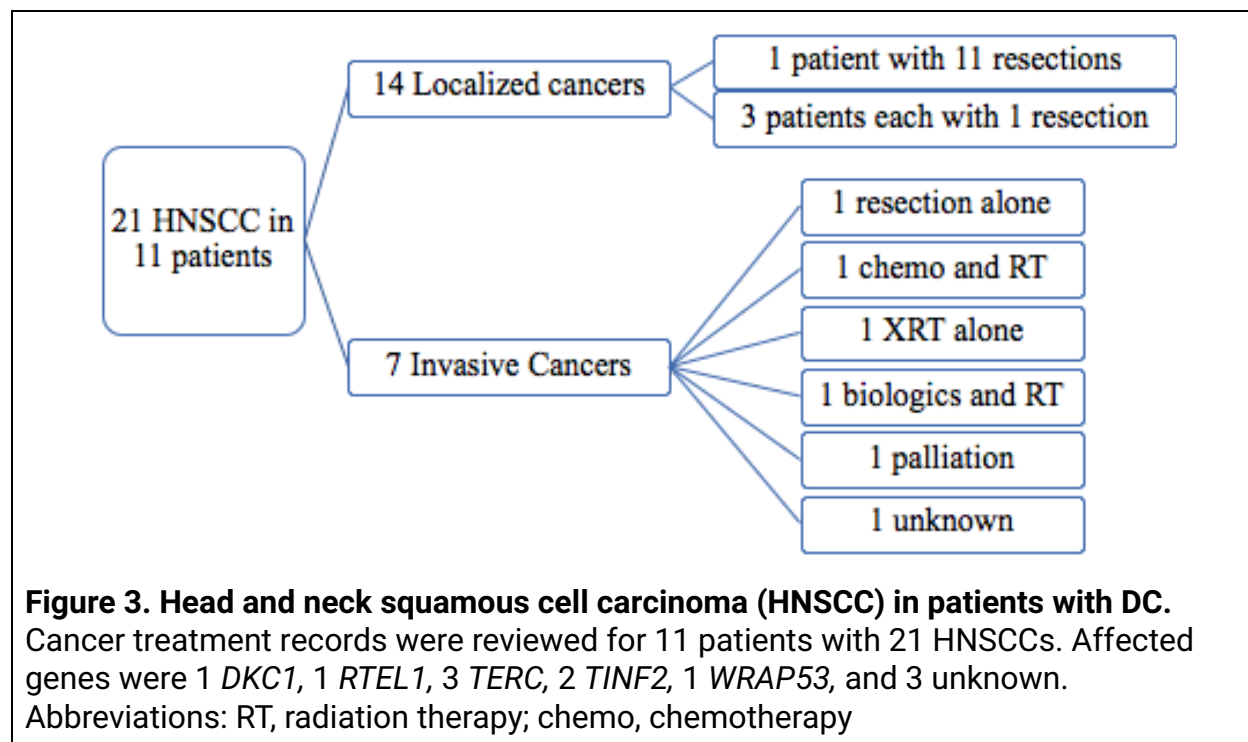 21 HNSCC in
11 patients
14 Localized cancers
1 patient with 11 resections
3 patients each with 1 resection
7 Invasive Cancers
1 resection alone
1 chemo and RT
1 XRT alone
1 biologics and RT
1 palliation
1 unknown
Figure 3. Head and neck squamous cell carcinoma (HNSCC) in patients with DC.
Cancer treatment records were reviewed for 11 patients with 21 HNSCCs. Affected
genes were 1 DKC1, 1 RTEL1, 3 TERC, 2 TINF2, 1 WRAP53, and 3 unknown.
Abbreviations: RT, radiation therapy; chemo, chemotherapy